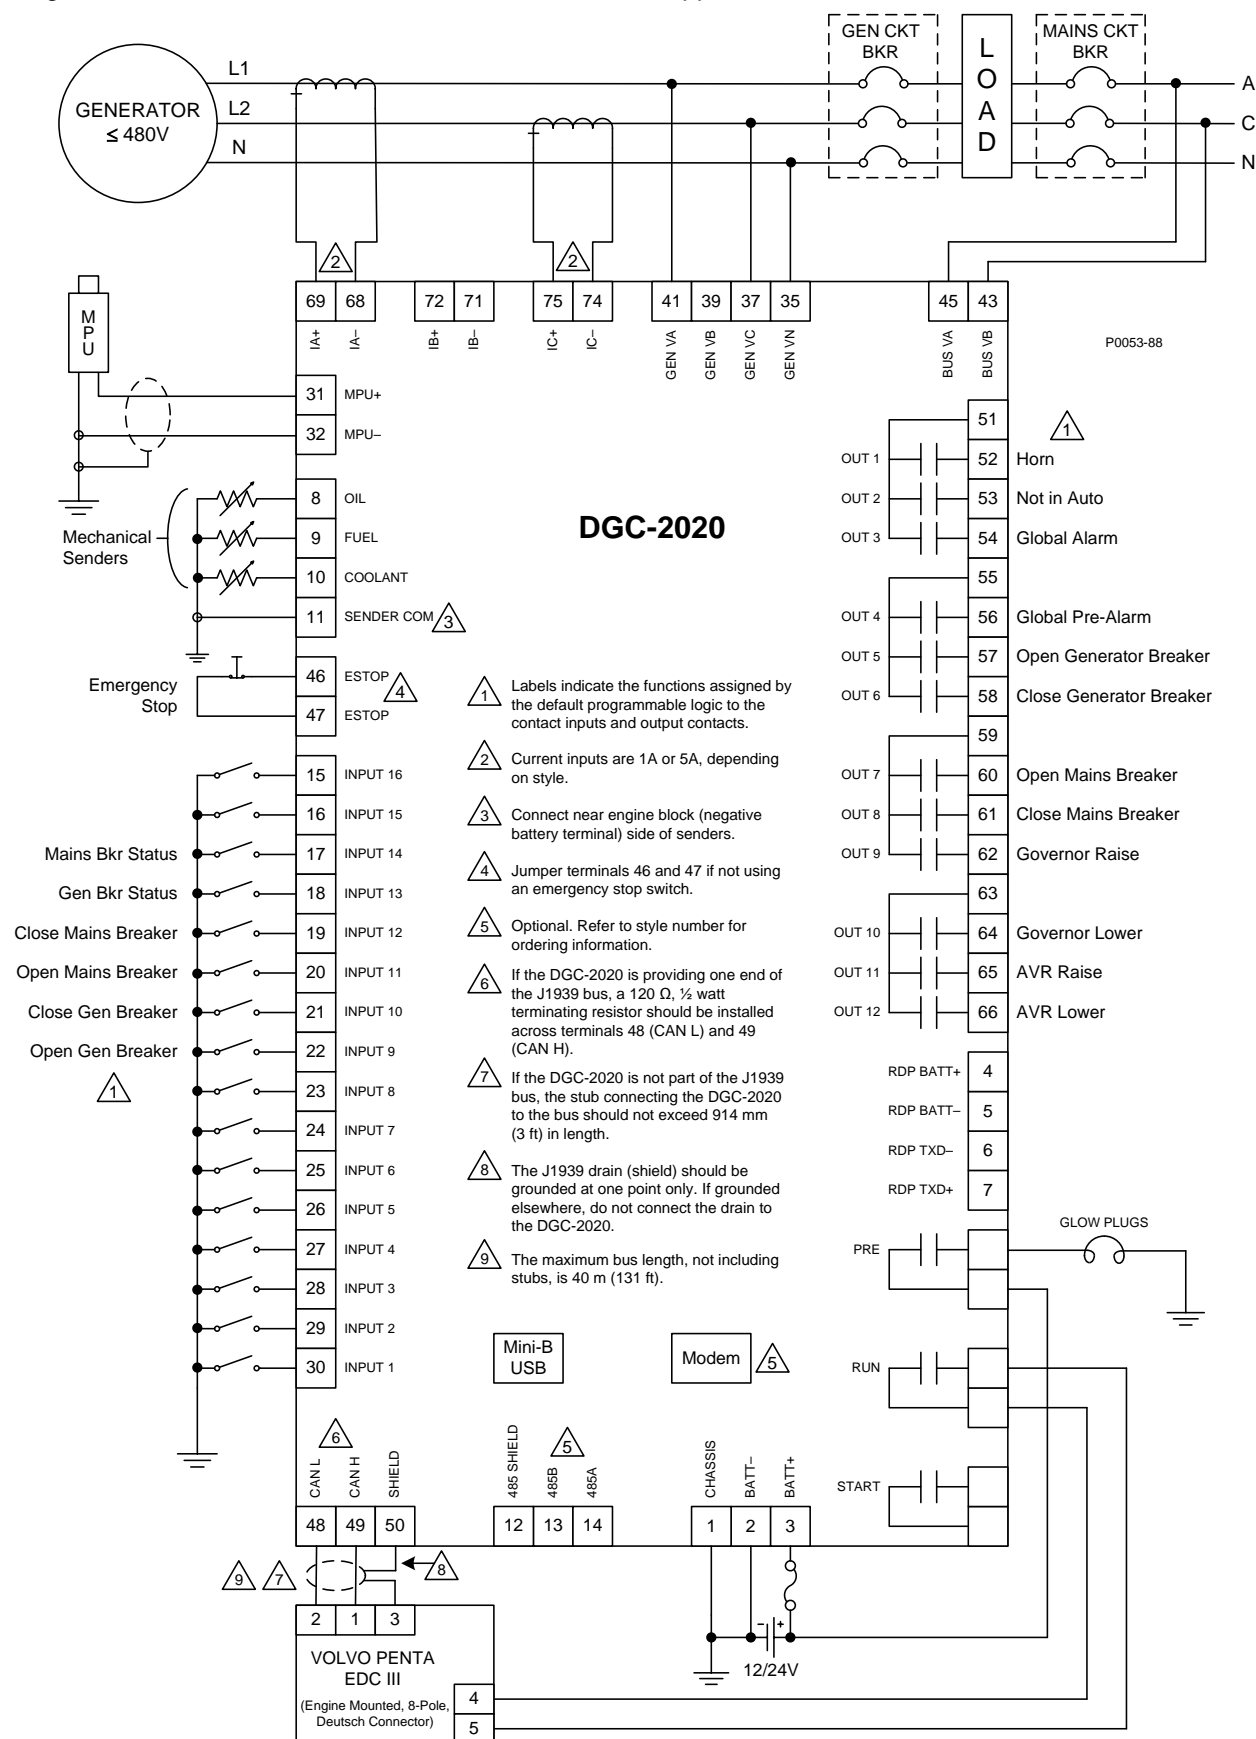 GEN CKT
BKR
LOAD
MAINS CKT
BKR
L1
L2
N
GENERATOR
≤ 480V
A
C
N
2
2
69 68 72 71 75 74 41 39 37 35 45 43
IA+ IA– IB+ IB– IC+ IC– GEN VA GEN VB GEN VC GEN VN BUS VA BUS VB
P0053-88
MPU
31 MPU+
32 MPU–
8 OIL
9 FUEL
10 COOLANT
11 SENDER COM 3
Mechanical
Senders
DGC-2020
Emergency
Stop
46 ESTOP
47 ESTOP
4
15 INPUT 16
16 INPUT 15
Mains Bkr Status 17 INPUT 14
Gen Bkr Status 18 INPUT 13
Close Mains Breaker 19 INPUT 12
Open Mains Breaker 20 INPUT 11
Close Gen Breaker 21 INPUT 10
Open Gen Breaker 22 INPUT 9
1
23 INPUT 8
24 INPUT 7
25 INPUT 6
26 INPUT 5
27 INPUT 4
28 INPUT 3
29 INPUT 2
30 INPUT 1
1 Labels indicate the functions assigned by
the default programmable logic to the
contact inputs and output contacts.
2 Current inputs are 1A or 5A, depending
on style.
3 Connect near engine block (negative
battery terminal) side of senders.
4 Jumper terminals 46 and 47 if not using
an emergency stop switch.
5 Optional. Refer to style number for
ordering information.
6 If the DGC-2020 is providing one end of
the J1939 bus, a 120 Ω, ½ watt
terminating resistor should be installed
across terminals 48 (CAN L) and 49
(CAN H).
7 If the DGC-2020 is not part of the J1939
bus, the stub connecting the DGC-2020
to the bus should not exceed 914 mm
(3 ft) in length.
8 The J1939 drain (shield) should be
grounded at one point only. If grounded
elsewhere, do not connect the drain to
the DGC-2020.
9 The maximum bus length, not including
stubs, is 40 m (131 ft).
51
1
OUT 1 52 Horn
OUT 2 53 Not in Auto
OUT 3 54 Global Alarm
55
OUT 4 56 Global Pre-Alarm
OUT 5 57 Open Generator Breaker
OUT 6 58 Close Generator Breaker
59
OUT 7 60 Open Mains Breaker
OUT 8 61 Close Mains Breaker
OUT 9 62 Governor Raise
63
OUT 10 64 Governor Lower
OUT 11 65 AVR Raise
OUT 12 66 AVR Lower
RDP BATT+ 4
RDP BATT– 5
RDP TXD– 6
RDP TXD+ 7
GLOW PLUGS
PRE
RUN
START
Mini-B
USB
Modem 5
6
5
CAN L CAN H SHIELD 485 SHIELD 485B 485A CHASSIS BATT– BATT+
48 49 50 12 13 14 1 2 3
9 7 8
2 1 3
VOLVO PENTA
EDC III
(Engine Mounted, 8-Pole,
Deutsch Connector)
4
5
- +
12/24V